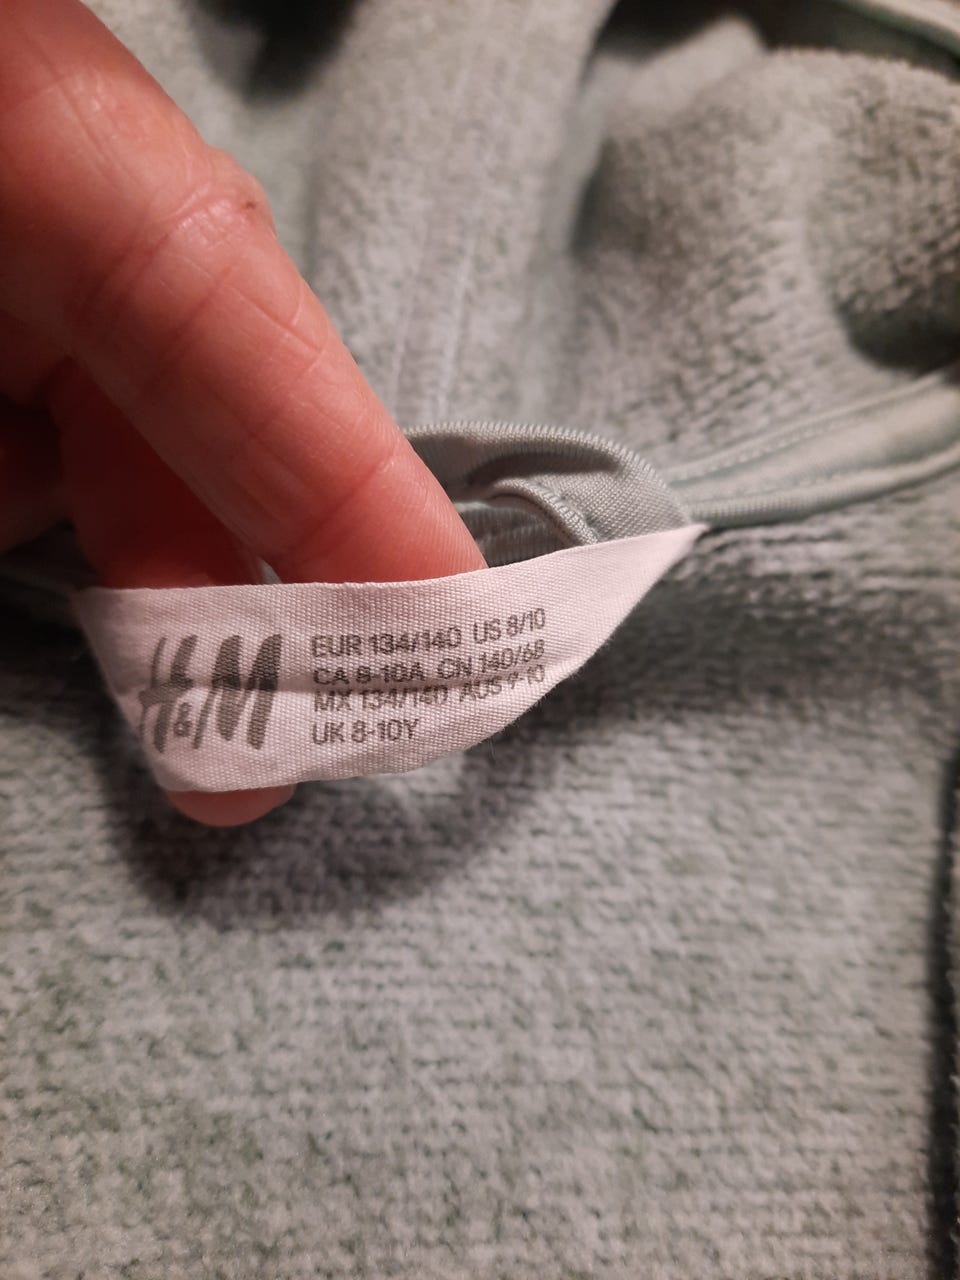 H&M
EUR 134/140 US 8/10
CA 8-10A CN 140/68
MX 134/140 AUS 9-10
UK 8-10Y